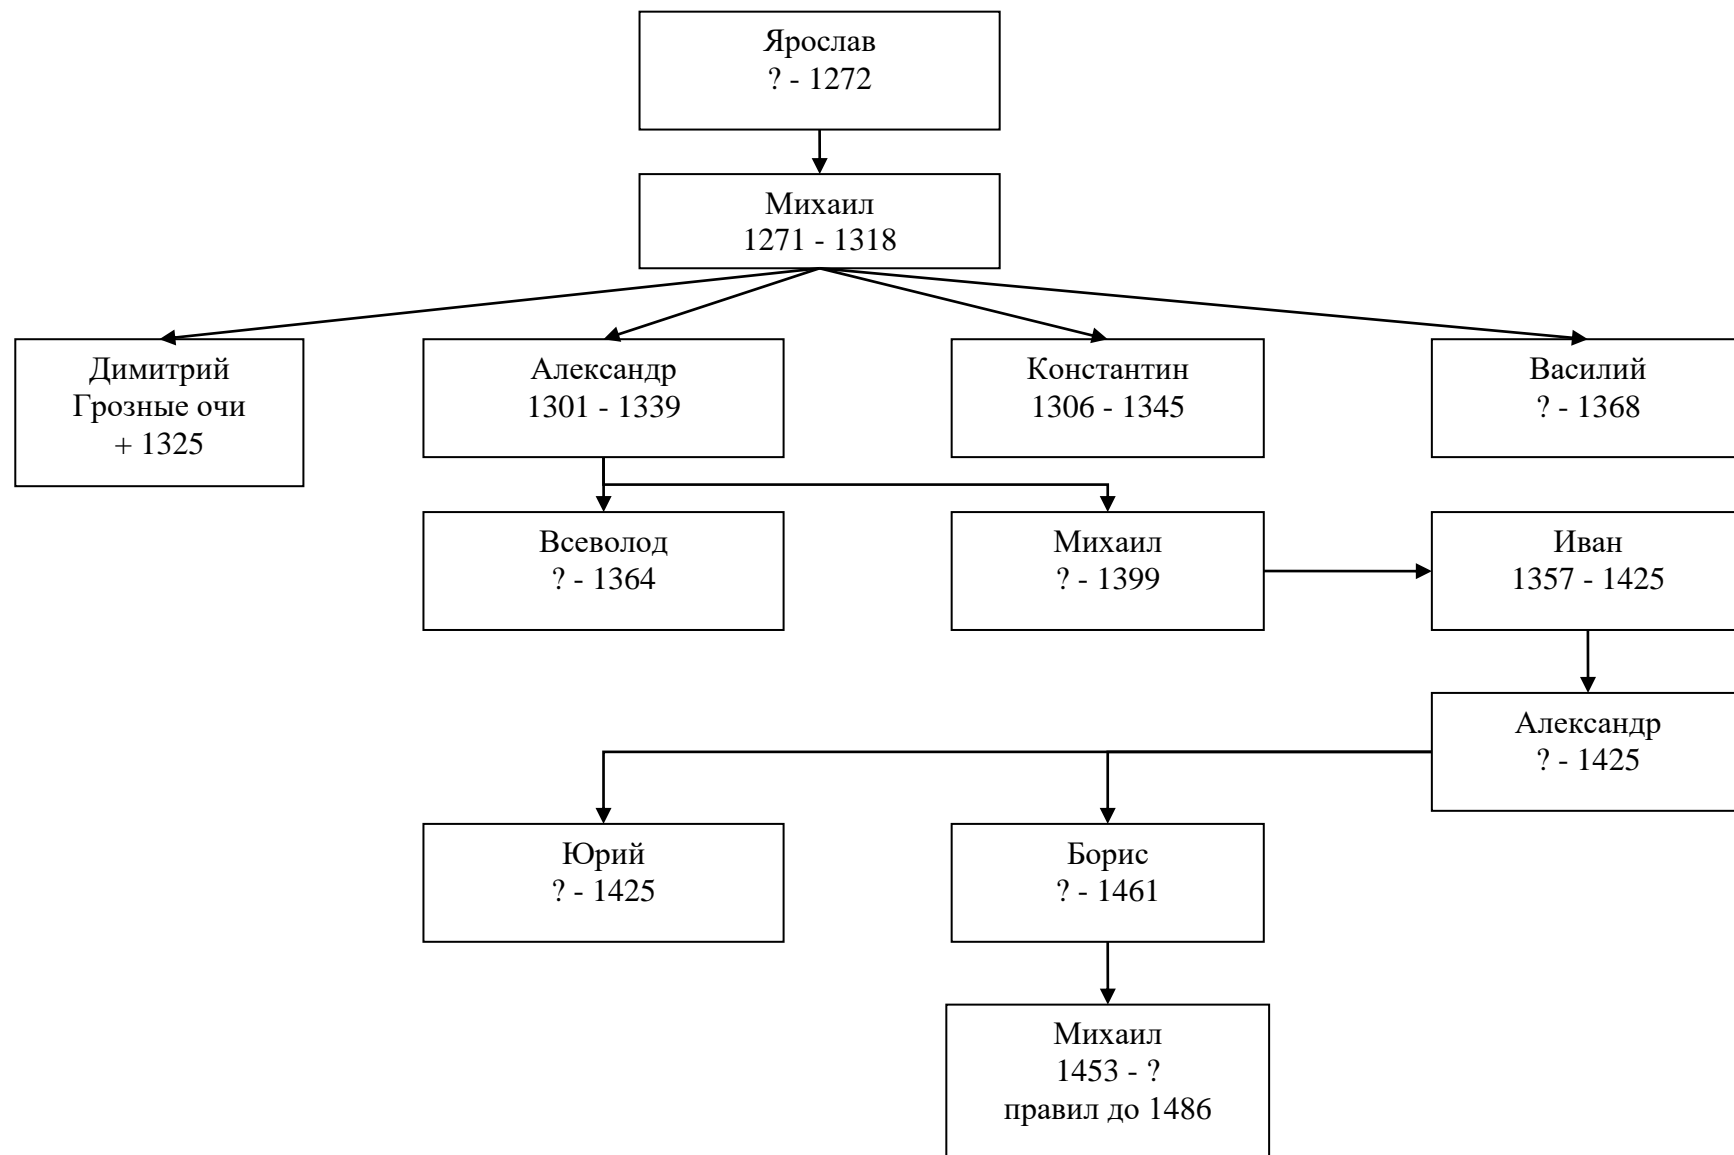 Ярослав
? - 1272
Михаил
1271 - 1318
Димитрий
Грозные очи
+ 1325
Александр
1301 - 1339
Константин
1306 - 1345
Василий
? - 1368
Всеволод
? - 1364
Михаил
? - 1399
Иван
1357 - 1425
Александр
? - 1425
Юрий
? - 1425
Борис
? - 1461
Михаил
1453 - ?
правил до 1486